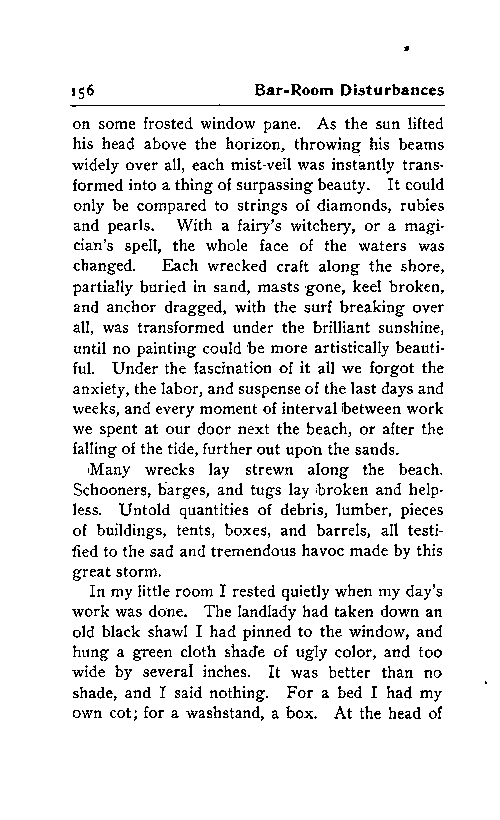 156 Bar-Room Disturbances
on some frosted window pane. As the sun lifted
his head above the horizon, throwing his beams
widely over all, each mist-veil was instantly trans-
formed into a thing of surpassing beauty. It could
only be compared to strings of diamonds, rubies
and pearls. With a fairy's witchery, or a magi-
cian's spell, the whole face of the waters was
changed. Each wrecked craft along the shore,
partially buried in sand, masts gone, keel broken,
and anchor dragged, with the surf breaking over
all, was transformed under the brilliant sunshine,
until no painting could be more artistically beauti-
ful. Under the fascination of it all we forgot the
anxiety, the labor, and suspense of the last days and
weeks, and every moment of interval between work
we spent at our door next the beach, or after the
falling of the tide, further out upon the sands.
Many wrecks lay strewn along the beach.
Schooners, barges, and tugs lay broken and help-
less. Untold quantities of debris, lumber, pieces
of buildings, tents, boxes, and barrels, all testi-
fied to the sad and tremendous havoc made by this
great storm.
In my little room I rested quietly when my day's
work was done. The landlady had taken down an
old black shawl I had pinned to the window, and
hung a green cloth shade of ugly color, and too
wide by several inches. It was better than no
shade, and I said nothing. For a bed I had my
own cot; for a washstand, a box. At the head of